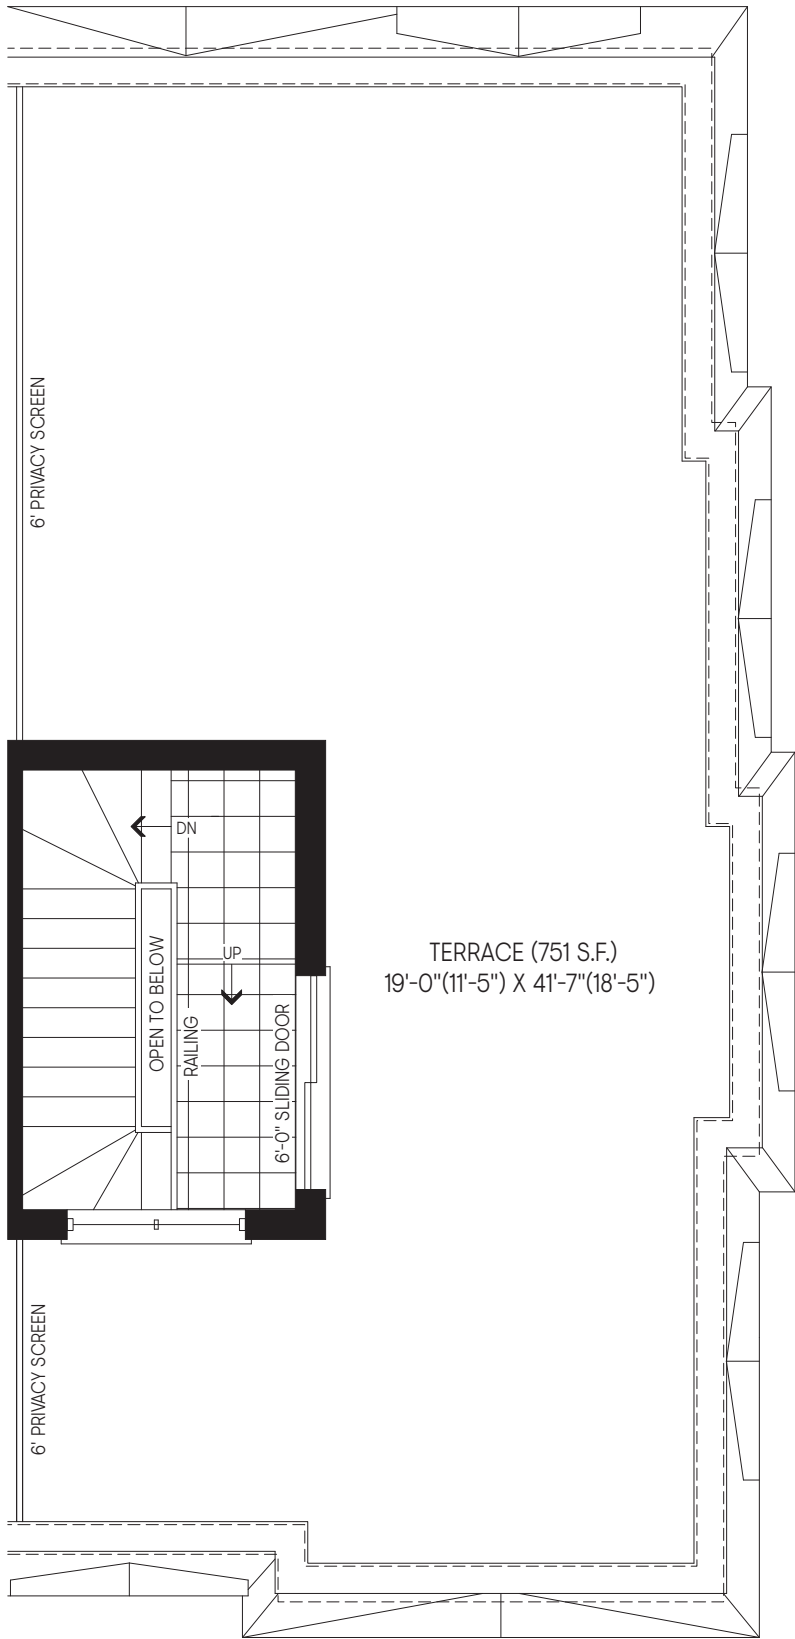 6' PRIVACY SCREEN
DN
UP
OPEN TO BELOW
RAILING
6'-0" SLIDING DOOR
TERRACE (751 S.F.)
19'-0"(11'-5") X 41'-7"(18'-5")
6' PRIVACY SCREEN